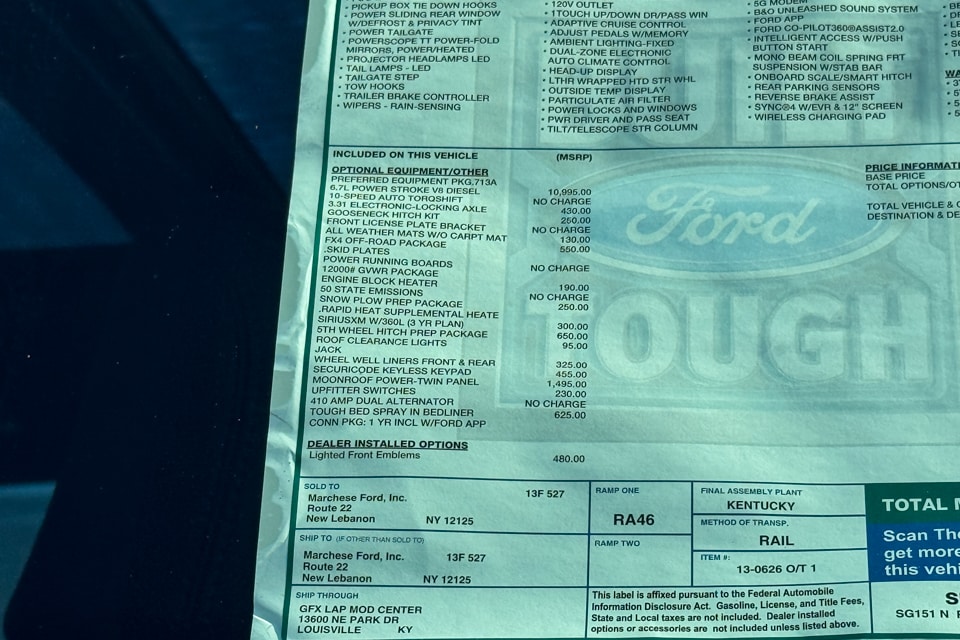 • PICKUP BOX TIE DOWN HOOKS
• POWER SLIDING REAR WINDOW
W/DEFROST & PRIVACY TINT
• POWER TAILGATE
• POWERSCOPE TT POWER-FOLD
MIRRORS, POWER/HEATED
• PROJECTOR HEADLAMPS LED
• TAIL LAMPS - LED
• TAILGATE STEP
• TOW HOOKS
• TRAILER BRAKE CONTROLLER
• WIPERS - RAIN-SENSING
• 120V OUTLET
• 1TOUCH UP/DOWN DR/PASS WIN
• ADAPTIVE CRUISE CONTROL
• ADJUST PEDALS W/MEMORY
• AMBIENT LIGHTING-FIXED
• DUAL-ZONE ELECTRONIC
AUTO CLIMATE CONTROL
• HEAD-UP DISPLAY
• LTHR WRAPPED HTD STR WHL
• OUTSIDE TEMP DISPLAY
• PARTICULATE AIR FILTER
• POWER LOCKS AND WINDOWS
• PWR DRIVER AND PASS SEAT
• TILT/TELESCOPE STR COLUMN
• 5G MODEM
• B&O UNLEASHED SOUND SYSTEM
• FORD APP
• FORD CO-PILOT360®ASSIST2.0
• INTELLIGENT ACCESS W/PUSH
BUTTON START
• MONO BEAM COIL SPRING FRT
SUSPENSION W/STAB BAR
• ONBOARD SCALE/SMART HITCH
• REAR PARKING SENSORS
• REVERSE BRAKE ASSIST
• SYNC®4 W/EVR & 12" SCREEN
• WIRELESS CHARGING PAD
INCLUDED ON THIS VEHICLE (MSRP)
OPTIONAL EQUIPMENT/OTHER
PREFERRED EQUIPMENT PKG.713A
6.7L POWER STROKE V8 DIESEL 10,995.00
10-SPEED AUTO TORQSHIFT NO CHARGE
3.31 ELECTRONIC-LOCKING AXLE 430.00
GOOSENECK HITCH KIT 250.00
FRONT LICENSE PLATE BRACKET NO CHARGE
ALL WEATHER MATS W/O CARPT MAT 130.00
FX4 OFF-ROAD PACKAGE 550.00
.SKID PLATES
POWER RUNNING BOARDS NO CHARGE
12000# GVWR PACKAGE
ENGINE BLOCK HEATER 190.00
50 STATE EMISSIONS NO CHARGE
SNOW PLOW PREP PACKAGE 250.00
.RAPID HEAT SUPPLEMENTAL HEATE
SIRIUSXM W/360L (3 YR PLAN) 300.00
5TH WHEEL HITCH PREP PACKAGE 650.00
ROOF CLEARANCE LIGHTS 95.00
JACK
WHEEL WELL LINERS FRONT & REAR 325.00
SECURICODE KEYLESS KEYPAD 455.00
MOONROOF POWER-TWIN PANEL 1,495.00
UPFITTER SWITCHES 230.00
410 AMP DUAL ALTERNATOR NO CHARGE
TOUGH BED SPRAY IN BEDLINER 625.00
CONN PKG: 1 YR INCL W/FORD APP
DEALER INSTALLED OPTIONS
Lighted Front Emblems 480.00
Ford
TOUGH
PRICE INFORMATI
BASE PRICE
TOTAL OPTIONS/OT
TOTAL VEHICLE &
DESTINATION & DE
SOLD TO
Marchese Ford, Inc. 13F 527
Route 22
New Lebanon NY 12125
SHIP TO (IF OTHER THAN SOLD TO)
Marchese Ford, Inc. 13F 527
Route 22
New Lebanon NY 12125
SHIP THROUGH
GFX LAP MOD CENTER
13600 NE PARK DR
LOUISVILLE KY
RAMP ONE
RA46
RAMP TWO
FINAL ASSEMBLY PLANT
KENTUCKY
METHOD OF TRANSP.
RAIL
ITEM #:
13-0626 O/T 1
This label is affixed pursuant to the Federal Automobile
Information Disclosure Act. Gasoline, License, and Title Fees,
State and Local taxes are not included. Dealer installed
options or accessories are not included unless listed above.
TOTAL M
Scan The
get more
this vehi
SG151 N